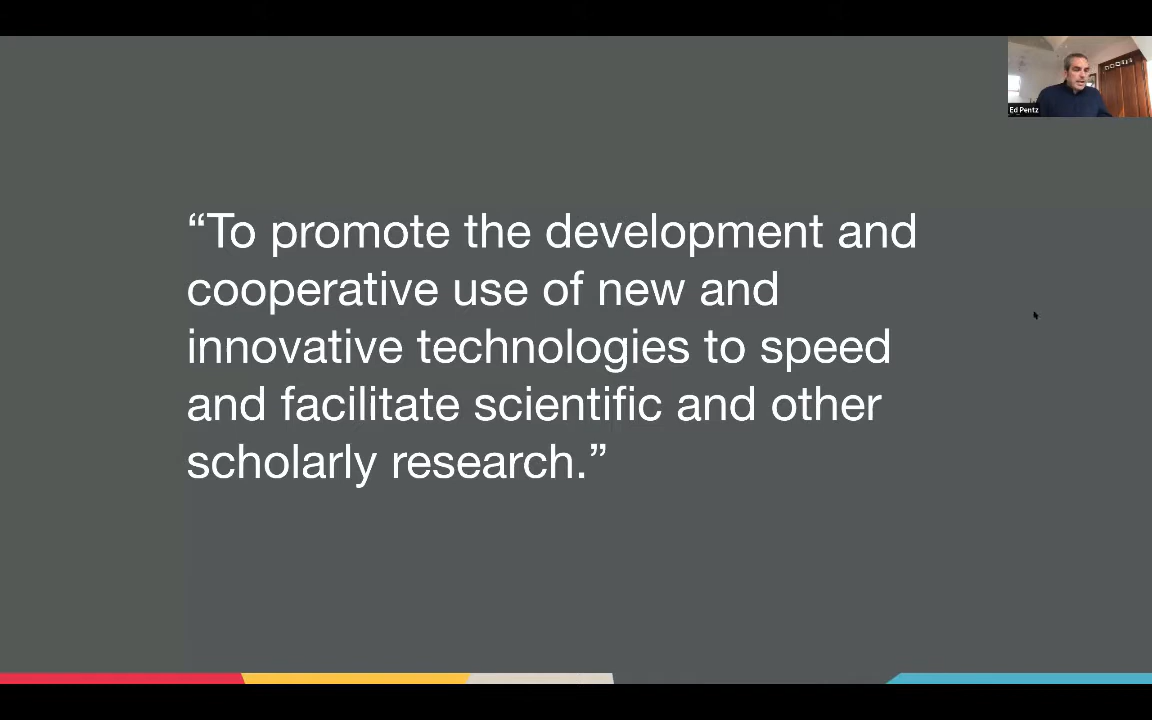 Ed Pentz
“To promote the development and
cooperative use of new and
innovative technologies to speed
and facilitate scientific and other
scholarly research.”